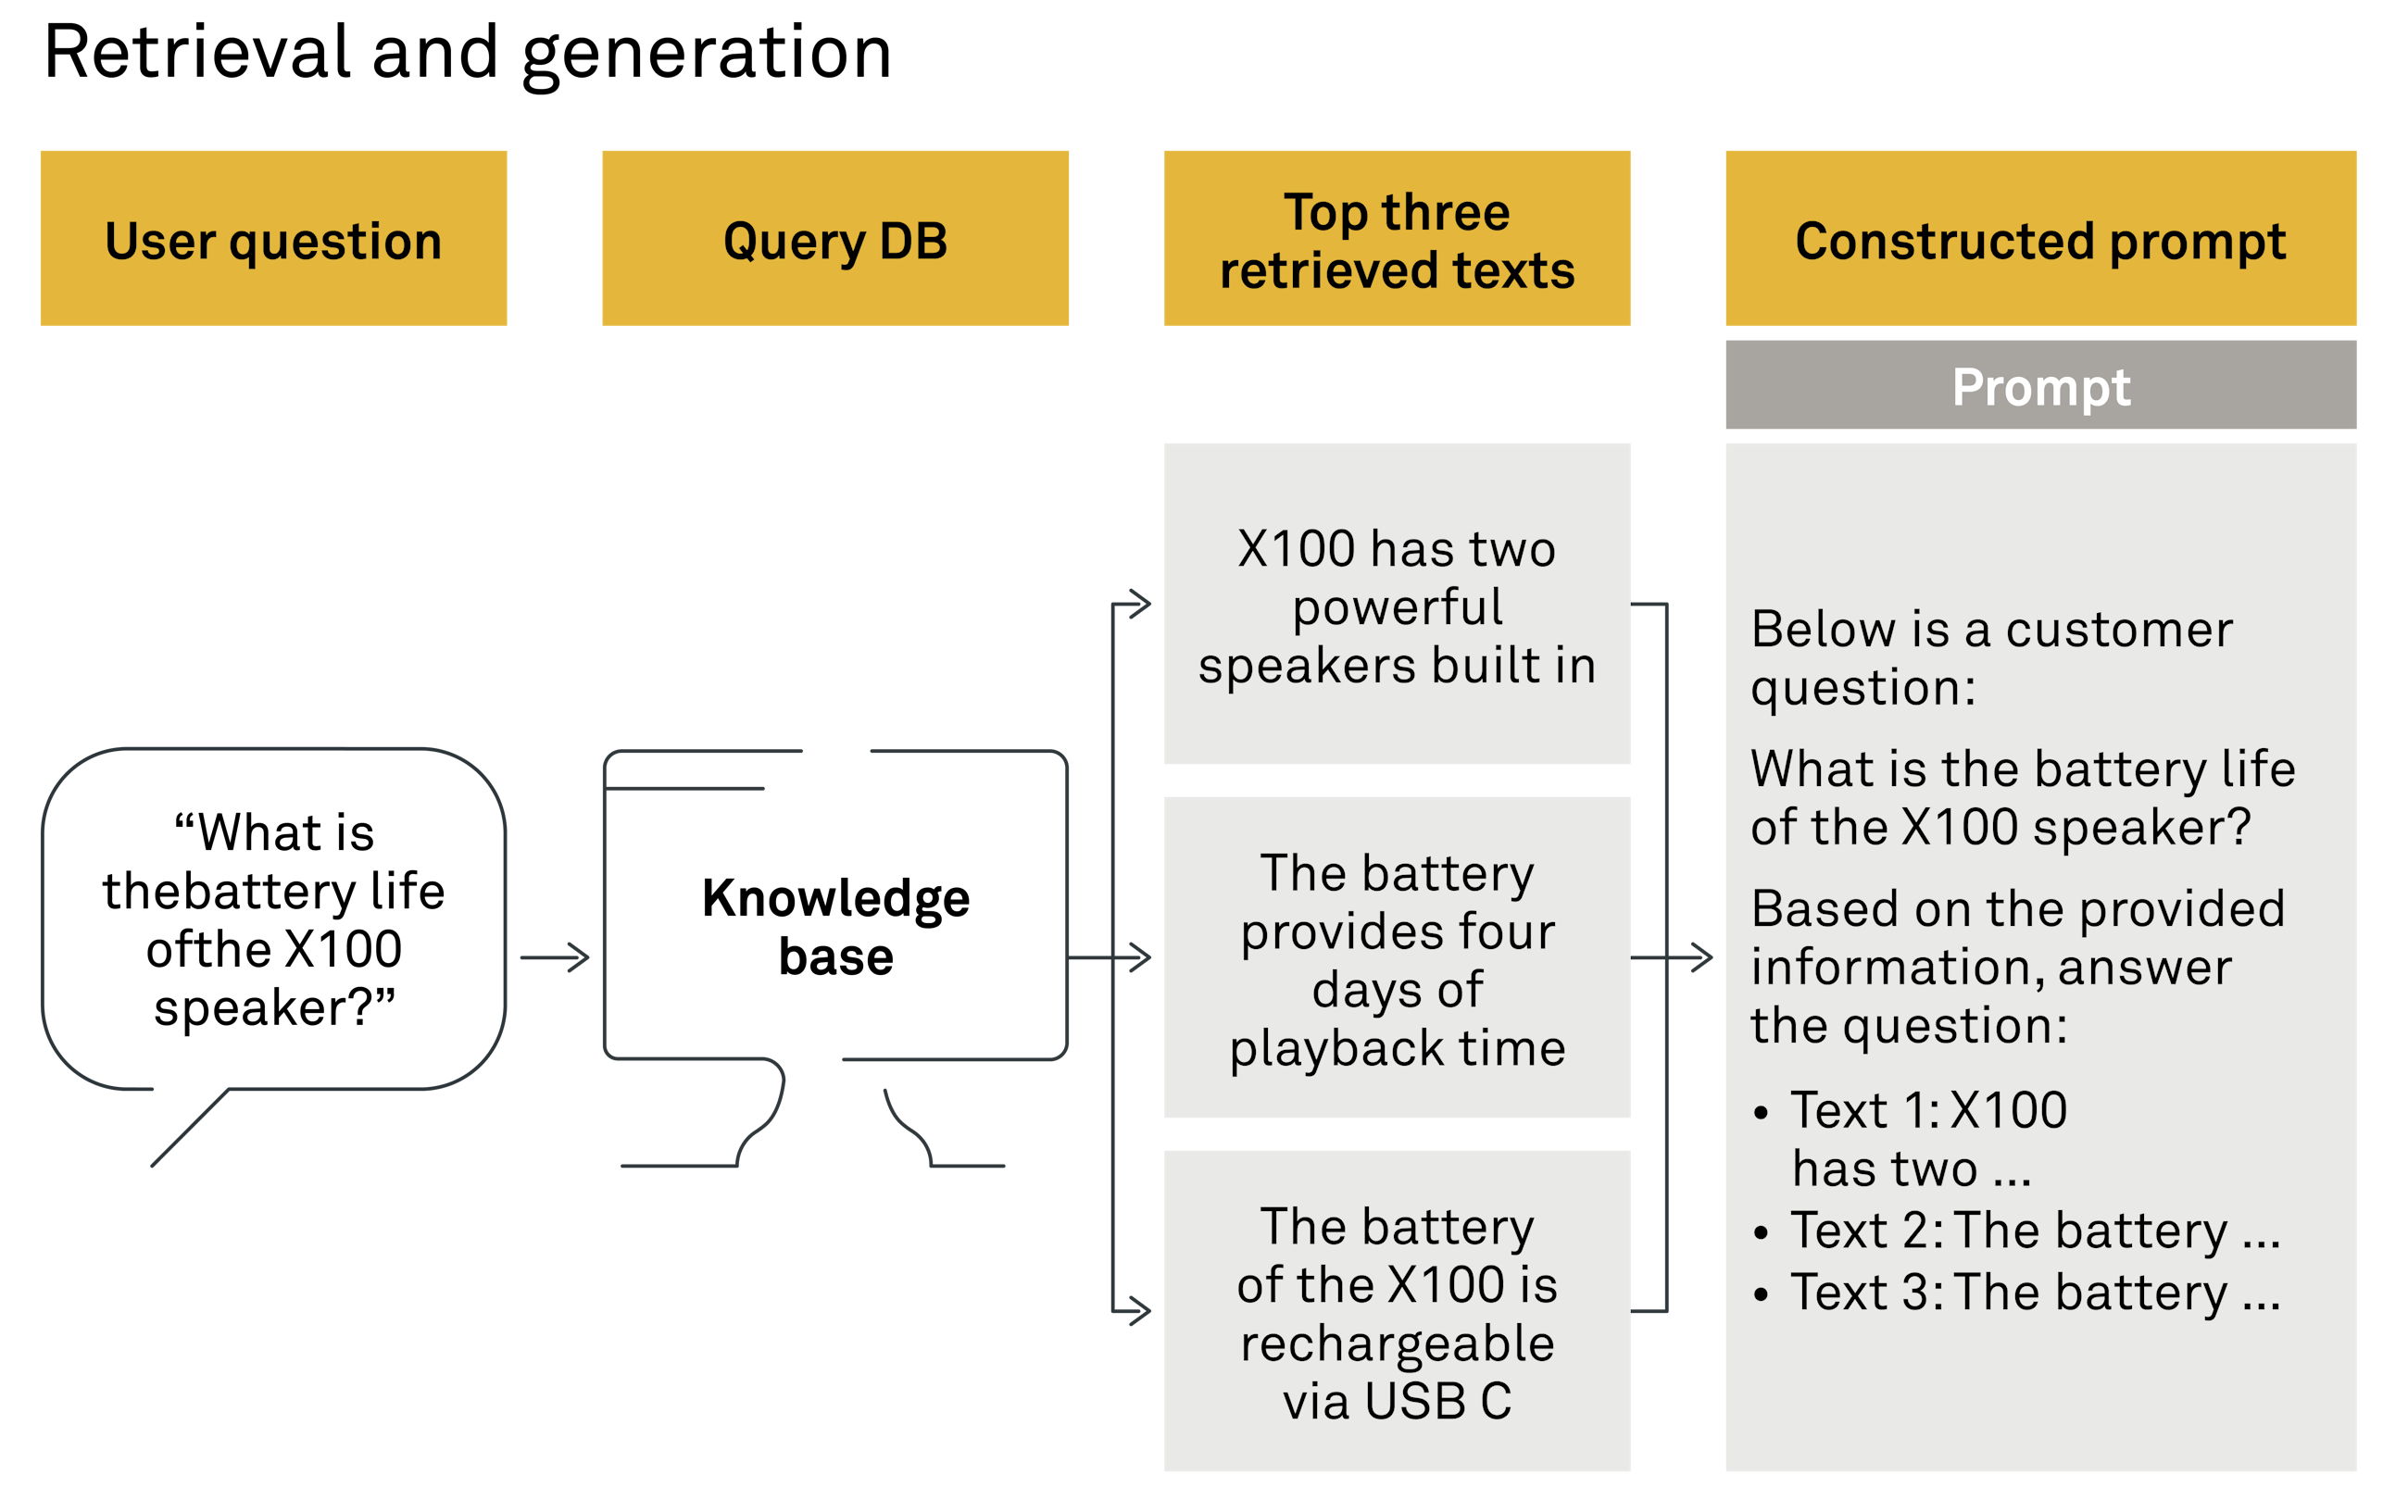 Retrieval and generation
User question
Query DB
Top three
retrieved texts
Constructed prompt
Prompt
“What is
thebattery life
ofthe X100
speaker?”
Knowledge
base
X100 has two
powerful
speakers built in
The battery
provides four
days of
playback time
The battery
of the X100 is
rechargeable
via USB C
Below is a customer
question:
What is the battery life
of the X100 speaker?
Based on the provided
information, answer
the question:
• Text 1: X100
has two ...
• Text 2: The battery ...
• Text 3: The battery ...